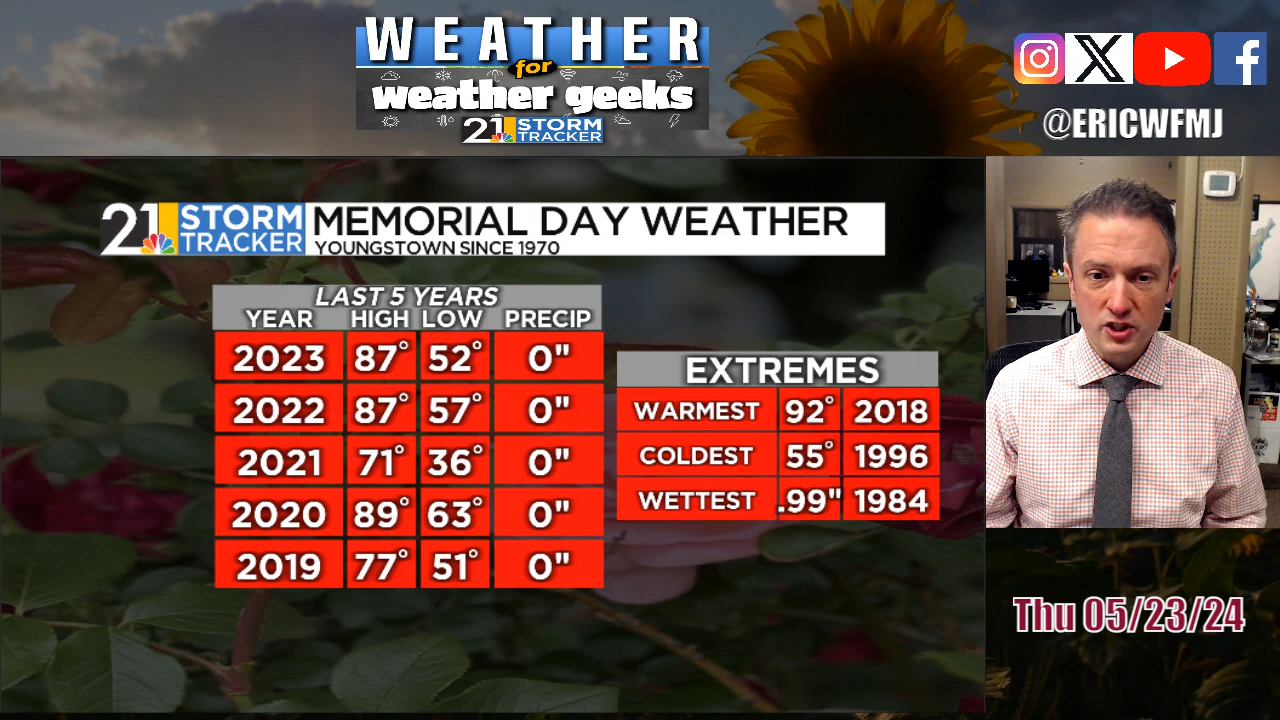 WEATHER
for
weather geeks
21 STORM
TRACKER
@ERICWFMJ
21 STORM
TRACKER
MEMORIAL DAY WEATHER
YOUNGSTOWN SINCE 1970
LAST 5 YEARS
YEAR HIGH LOW PRECIP
2023 87° 52° 0"
2022 87° 57° 0"
2021 71° 36° 0"
2020 89° 63° 0"
2019 77° 51° 0"
EXTREMES
WARMEST 92° 2018
COLDEST 55° 1996
WETTEST .99" 1984
Thu 05/23/24